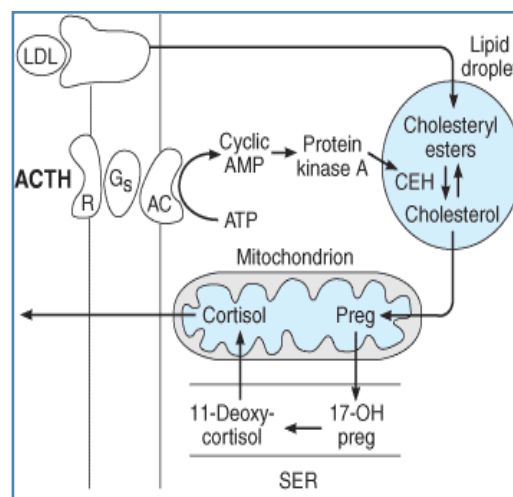 LDL
Lipid
droplet
Cholesteryl
esters
CEH
Cholesterol
Cyclic
AMP
Protein
kinase A
ACTH
R
Gs
AC
ATP
Mitochondrion
Cortisol
Preg
11-Deoxy-
cortisol
17-OH
preg
SER